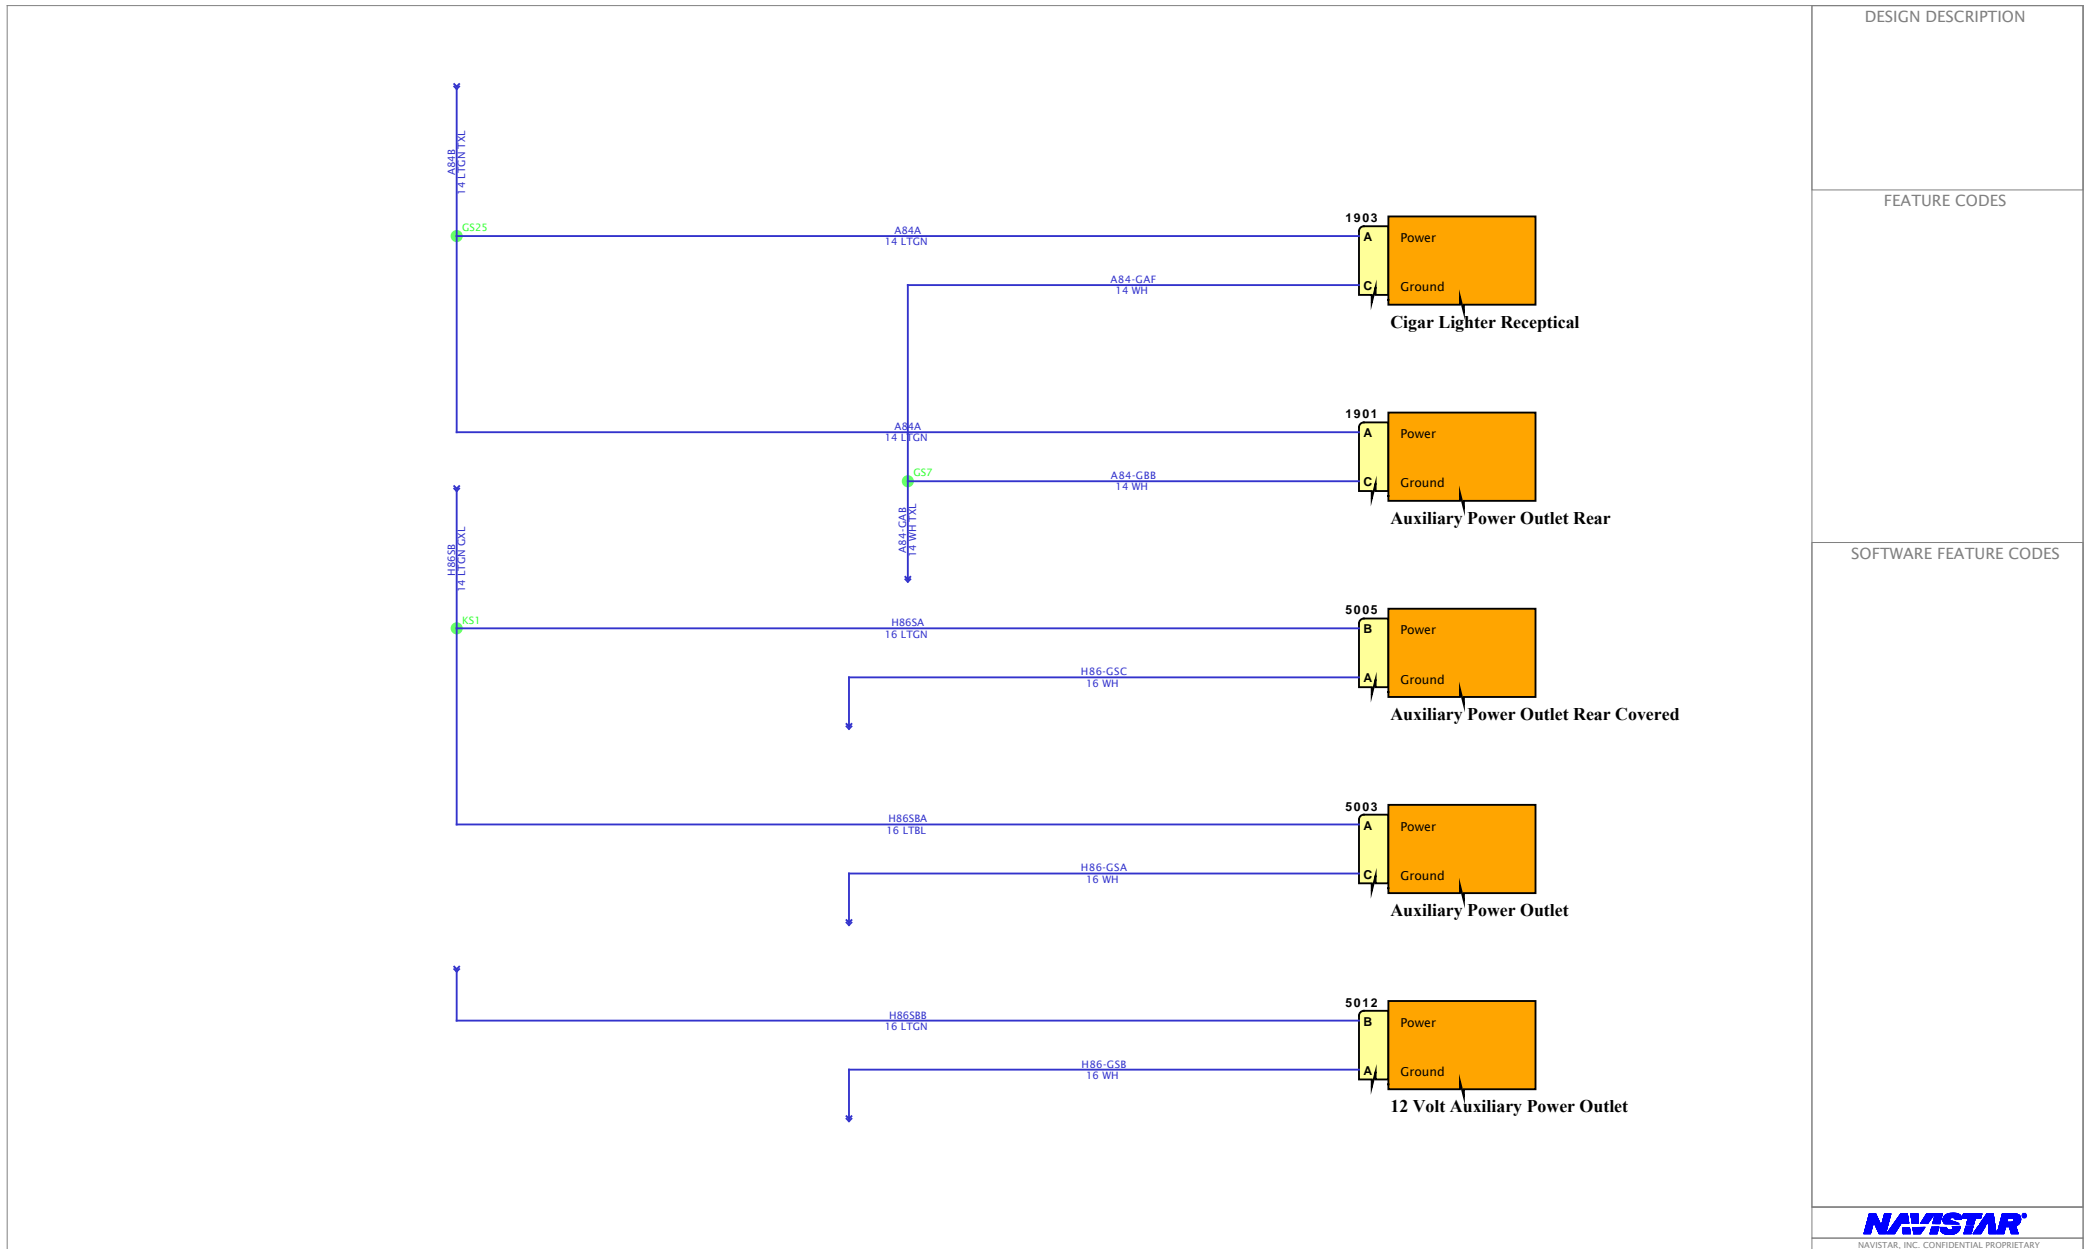 DESIGN DESCRIPTION
FEATURE CODES
SOFTWARE FEATURE CODES
A84B
14 LTGN TXL
GS25
A84A
14 LTGN
1903
A
Power
A84-GAF
14 WH
C
Ground
Cigar Lighter Receptical
A84A
14 LTGN
1901
A
Power
GS7
A84-GBB
14 WH
C
Ground
Auxiliary Power Outlet Rear
A84-GAB
14 WH TXL
H86SB
14 LTGN GXL
KS1
H86SA
16 LTGN
5005
B
Power
H86-GSC
16 WH
A
Ground
Auxiliary Power Outlet Rear Covered
H86SBA
16 LTBL
5003
A
Power
H86-GSA
16 WH
C
Ground
Auxiliary Power Outlet
H86SBB
16 LTGN
5012
B
Power
H86-GSB
16 WH
A
Ground
12 Volt Auxiliary Power Outlet
NAVISTAR®
NAVISTAR, INC. CONFIDENTIAL PROPRIETARY